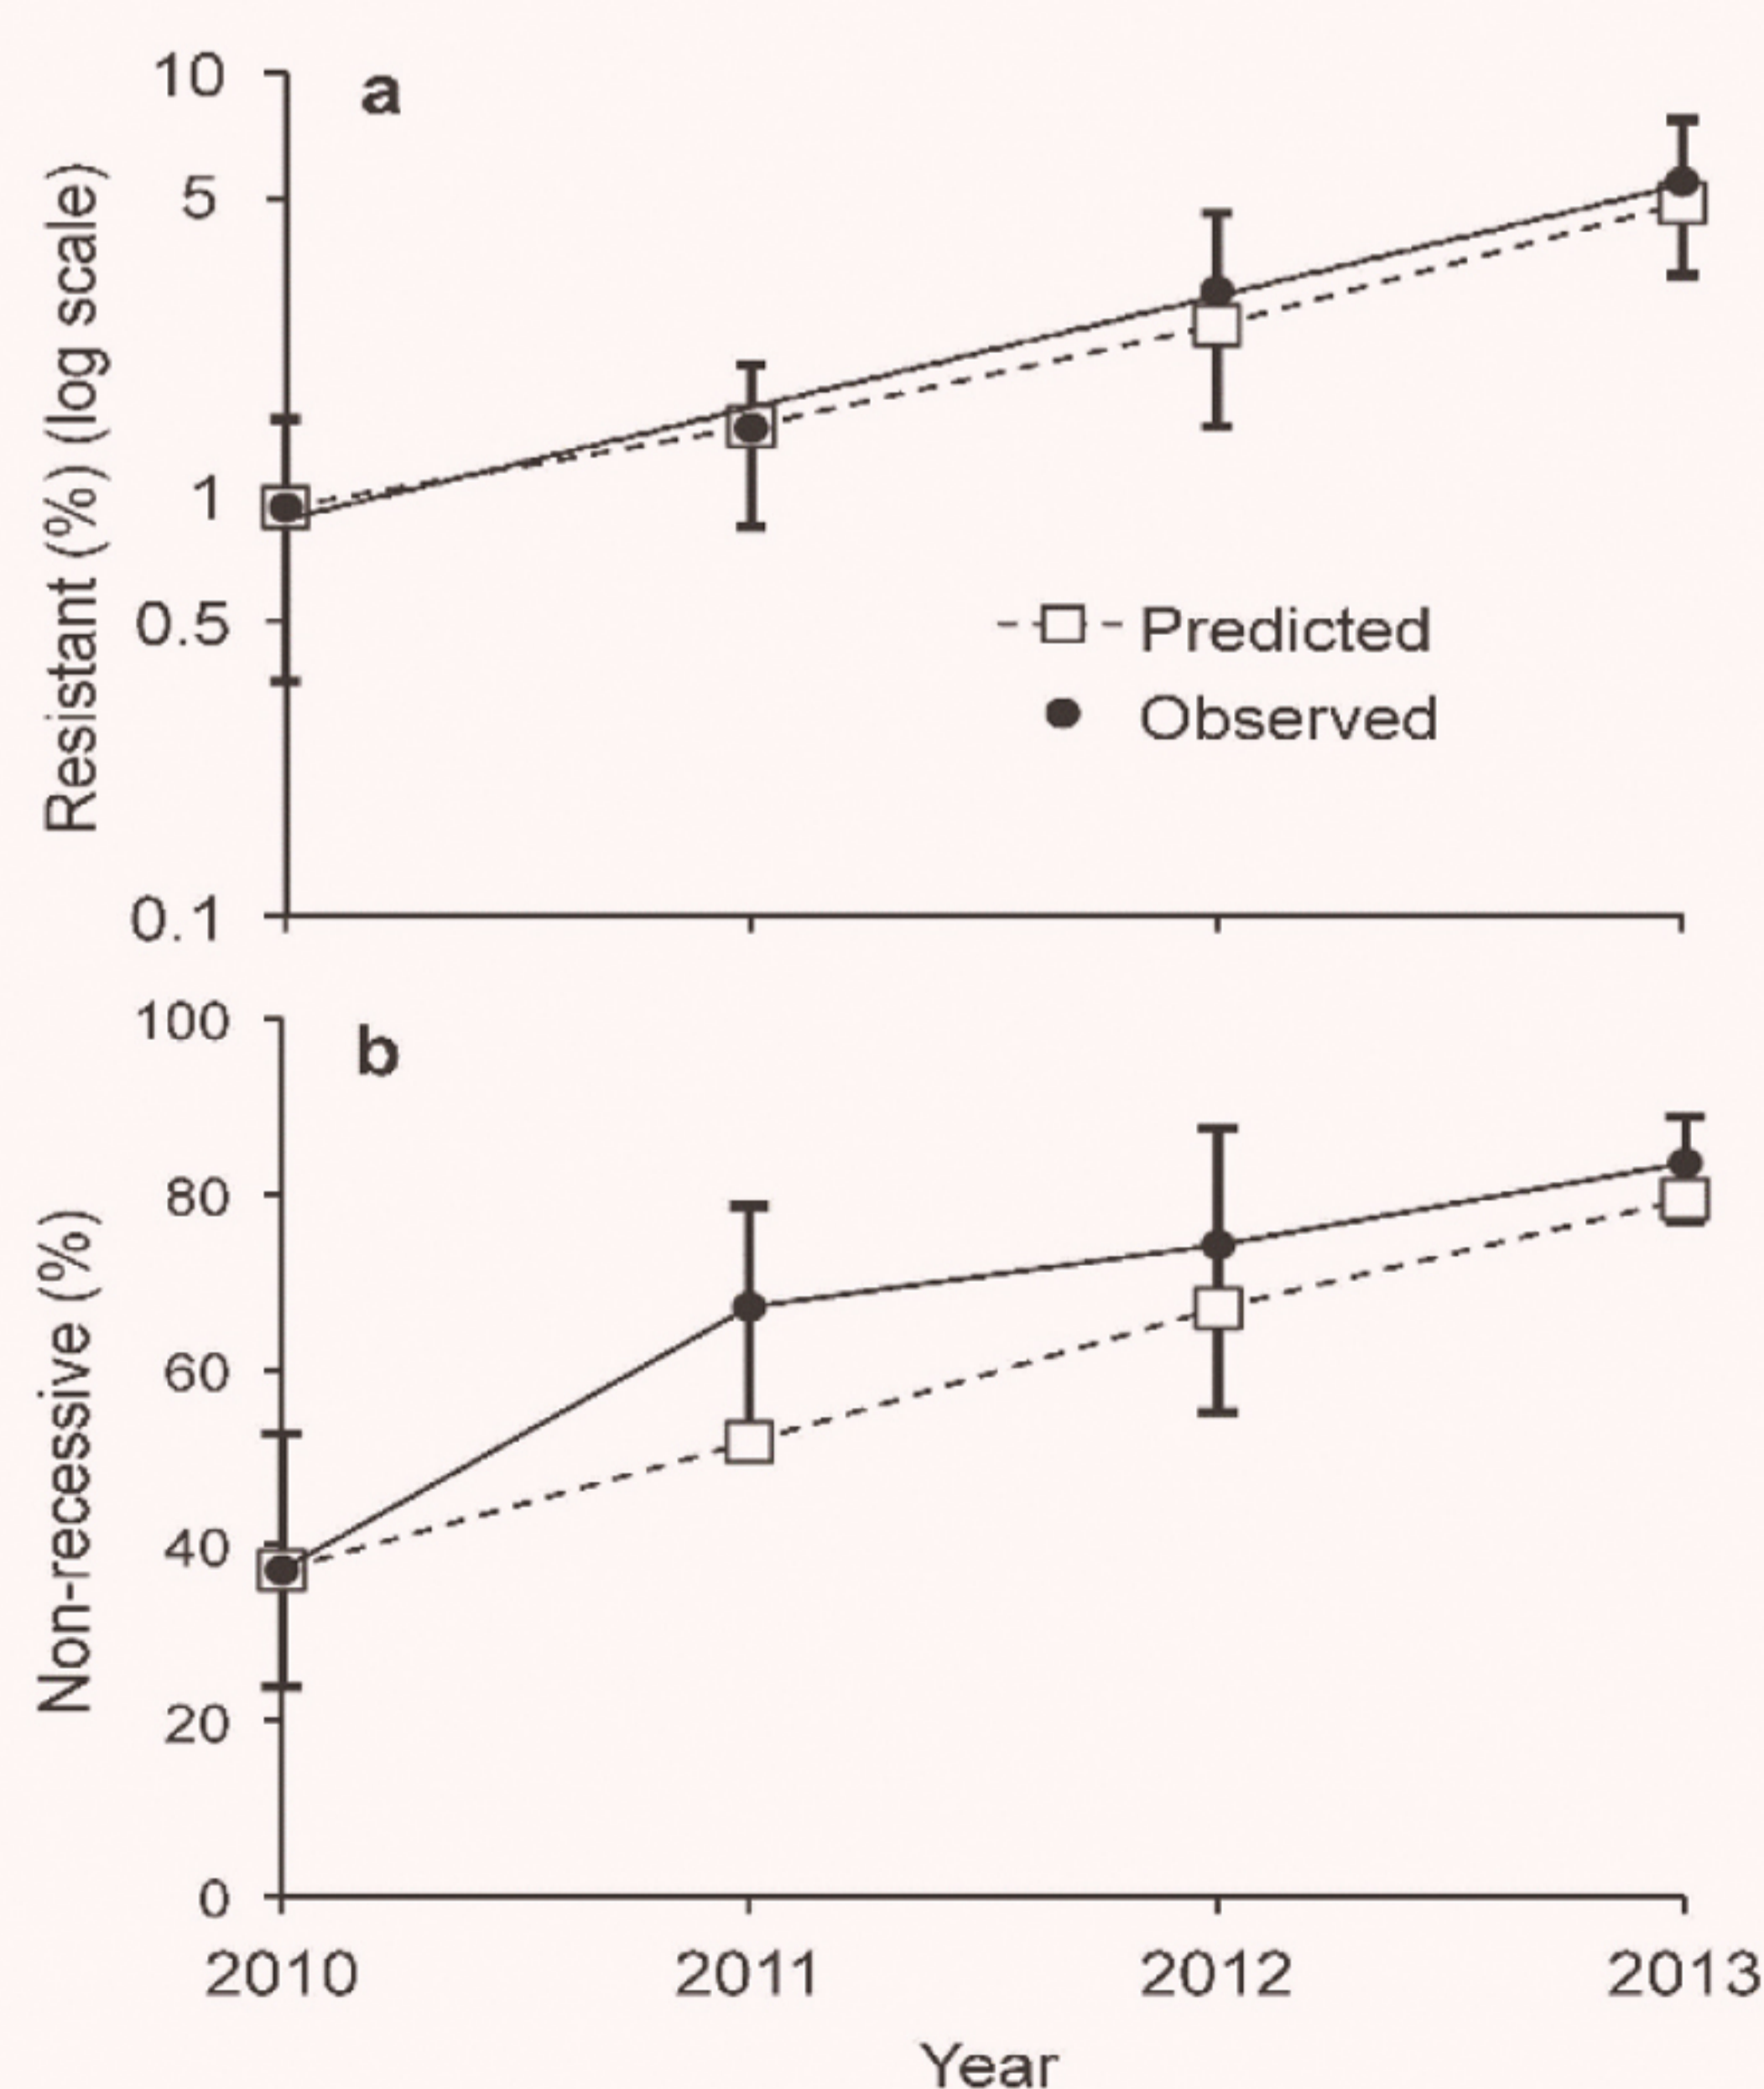 a
10
5
1
0.5
0.1
Resistant (%) (log scale)
Predicted
Observed
b
100
80
60
40
20
0
Non-recessive (%)
2010 2011 2012 2013
Year